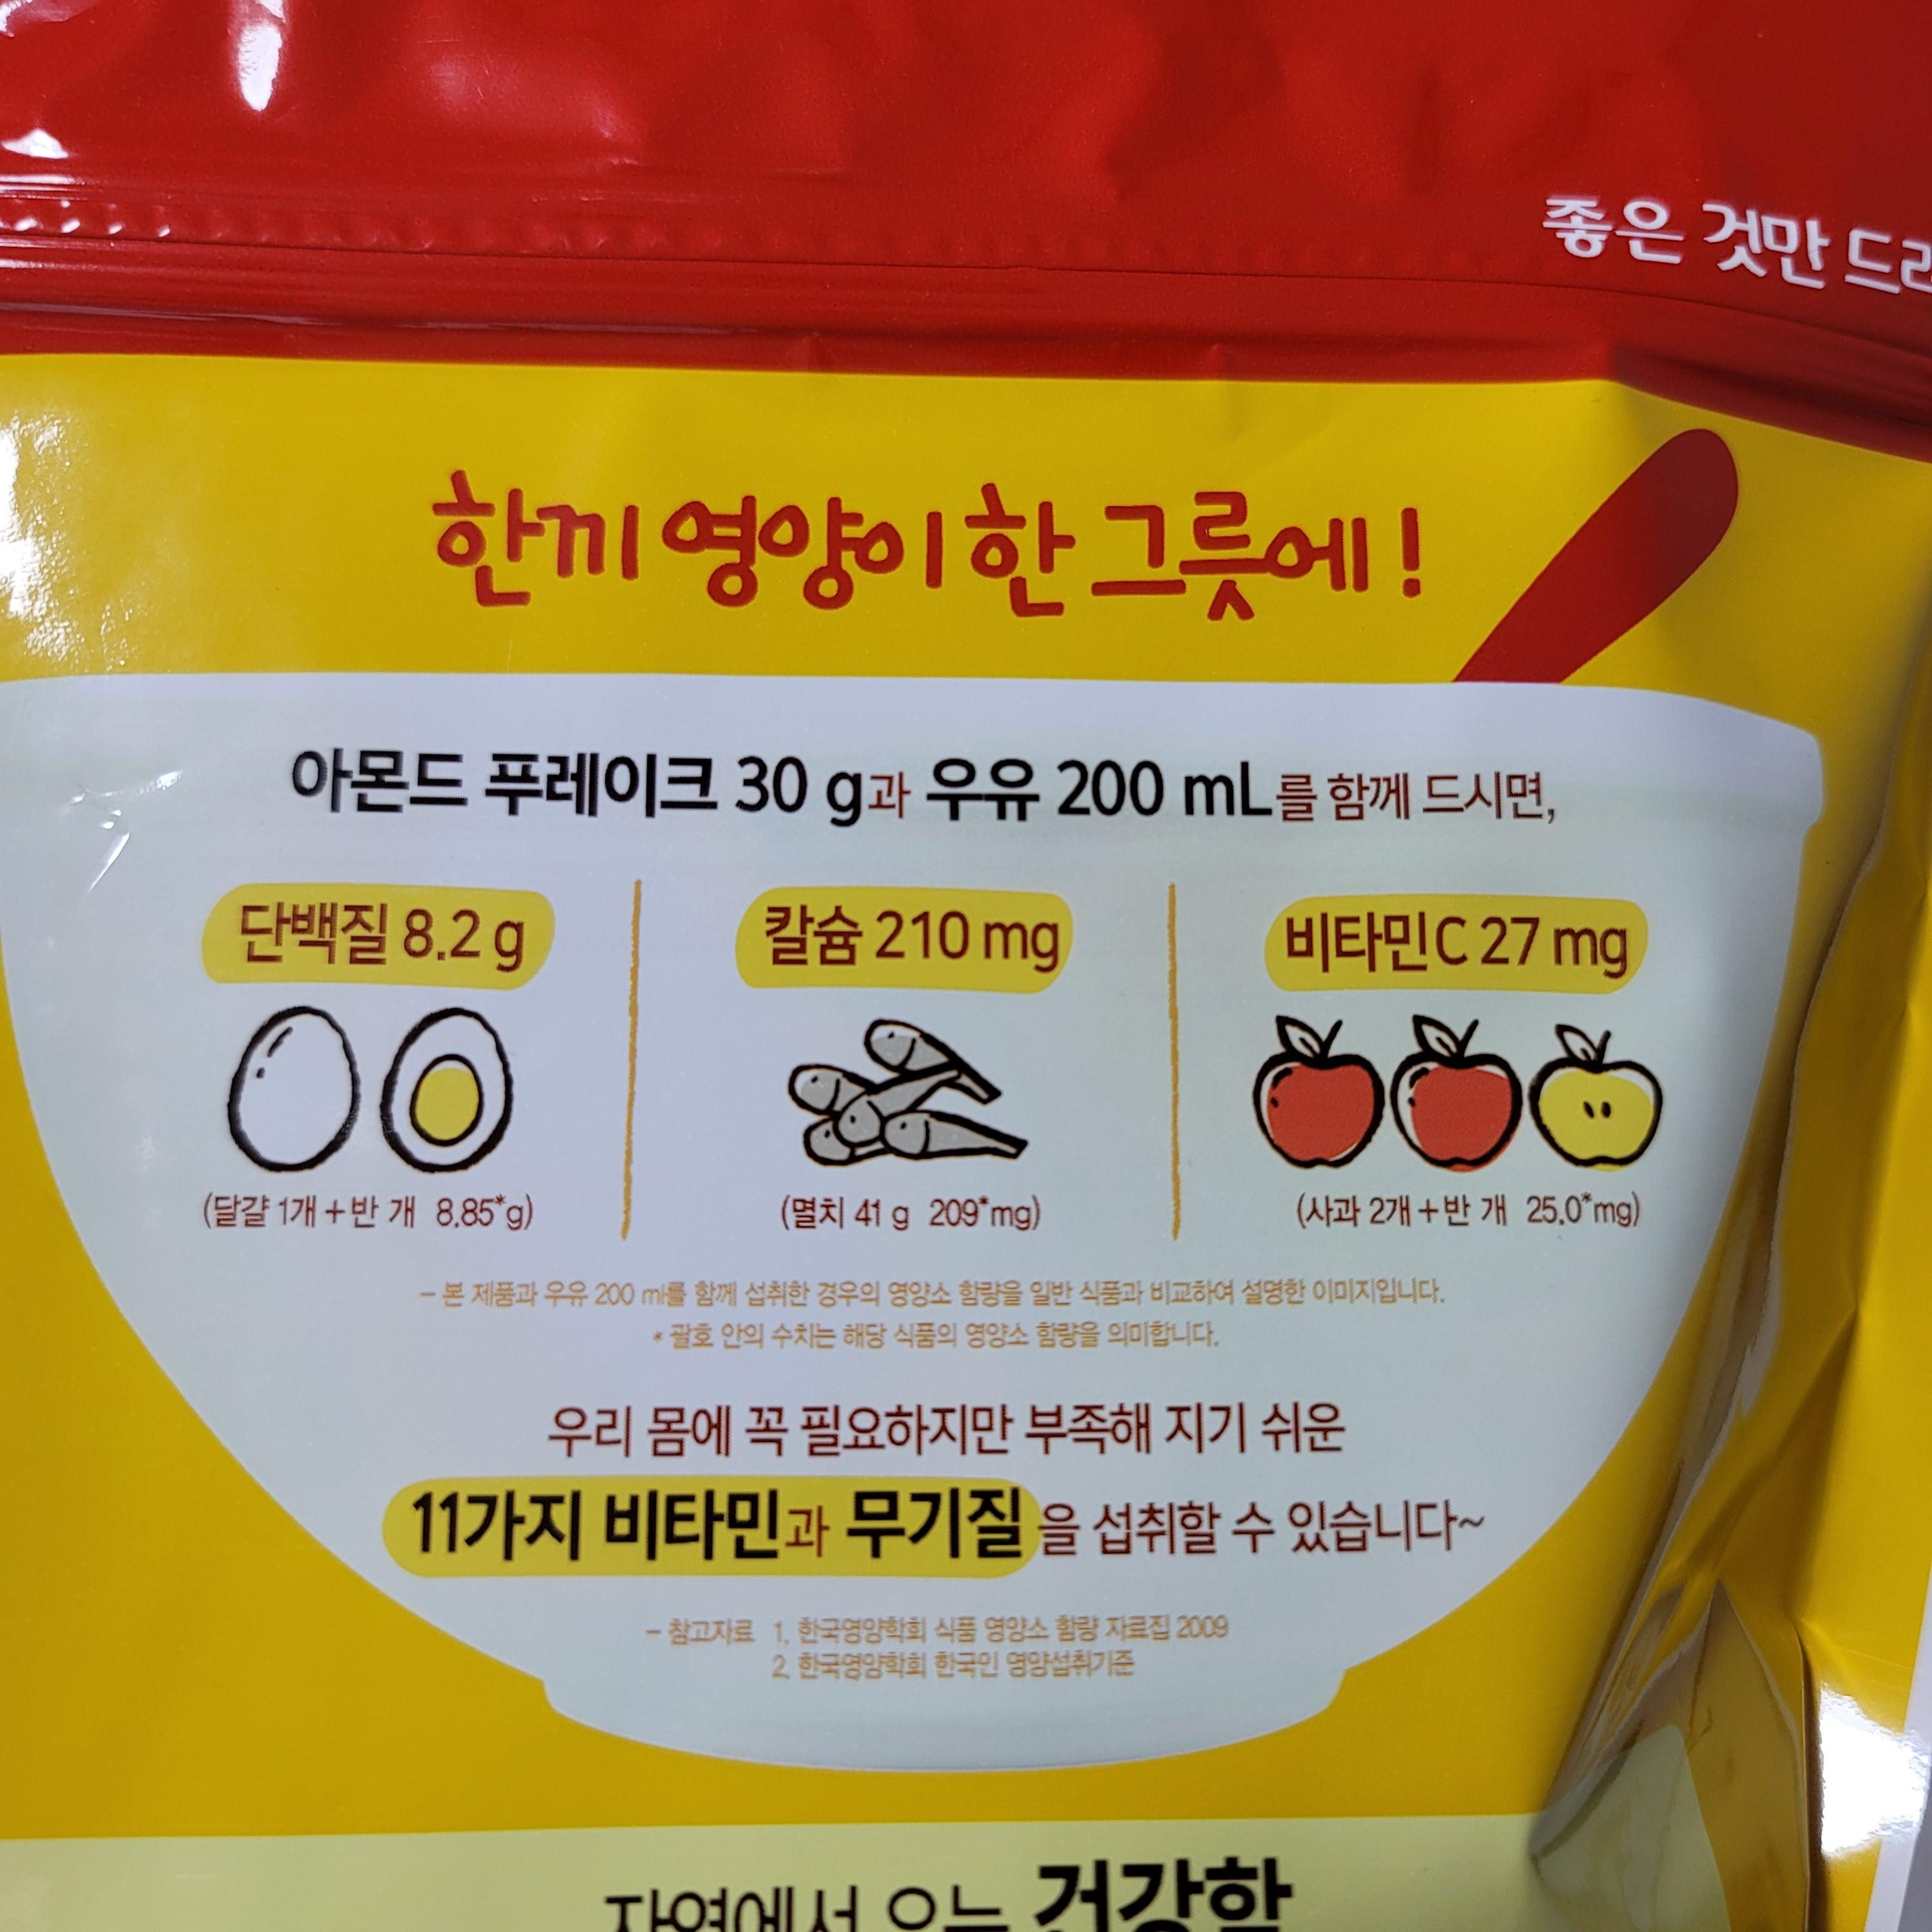 좋은 것만 드
한끼 영양이 한 그릇에!
아몬드 푸레이크 30 g과 우유 200 mL를 함께 드시면,
단백질 8.2 g
칼슘 210 mg
비타민C 27 mg
(달걀 1개+반 개 8.85*g)
(멸치 41 g 209*mg)
(사과 2개+반 개 25.0*mg)
- 본 제품과 우유 200 ml를 함께 섭취한 경우의 영양소 함량을 일반 식품과 비교하여 설명한 이미지입니다.
* 괄호 안의 수치는 해당 식품의 영양소 함량을 의미합니다.
우리 몸에 꼭 필요하지만 부족해 지기 쉬운
11가지 비타민과 무기질을 섭취할 수 있습니다~
- 참고자료 1. 한국영양학회 식품 영양소 함량 자료집 2009
2. 한국영양학회 한국인 영양섭취기준
자연에서 오는 건강함